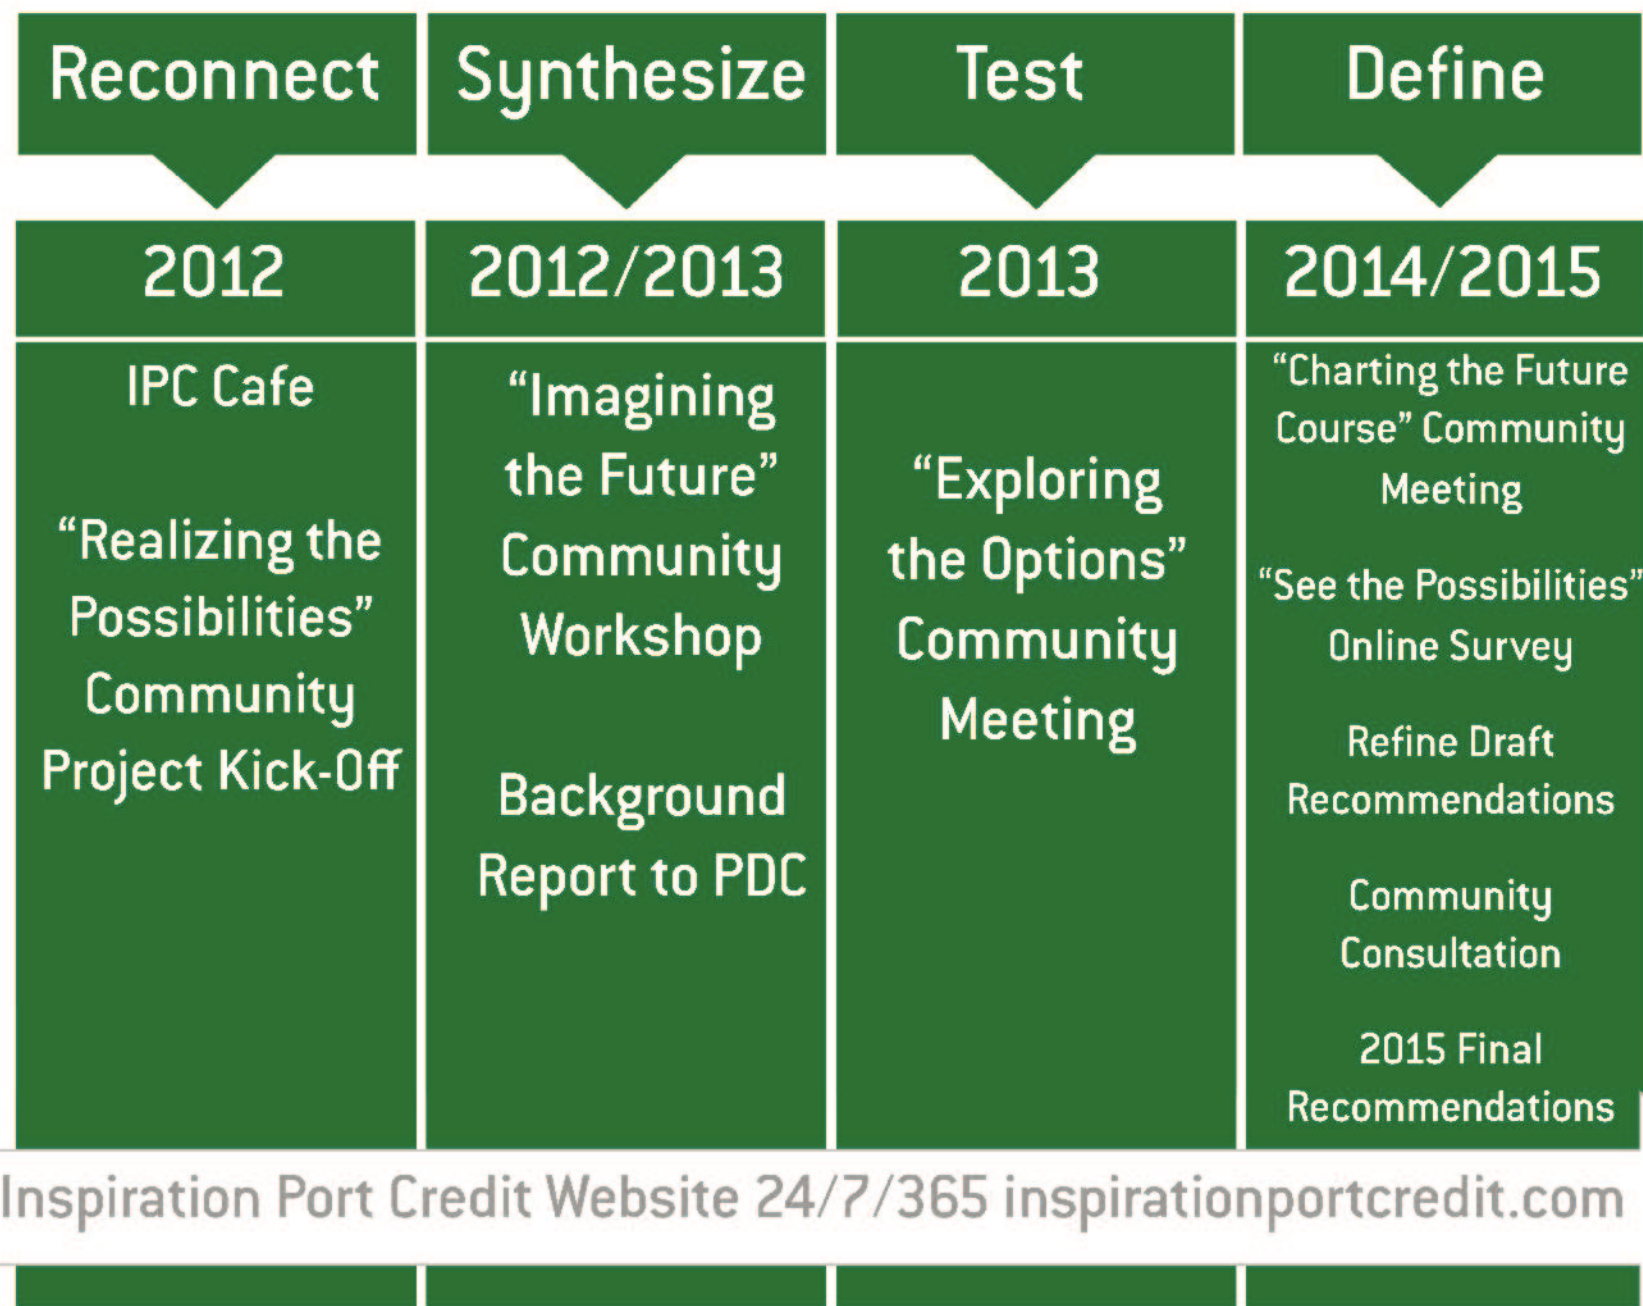 Reconnect
Synthesize
Test
Define
2012
2012/2013
2013
2014/2015
IPC Cafe
“Realizing the
Possibilities”
Community
Project Kick-Off
“Imagining
the Future”
Community
Workshop
Background
Report to PDC
“Exploring
the Options”
Community
Meeting
“Charting the Future
Course” Community
Meeting
“See the Possibilities”
Online Survey
Refine Draft
Recommendations
Community
Consultation
2015 Final
Recommendations
Inspiration Port Credit Website 24/7/365 inspirationportcredit.com